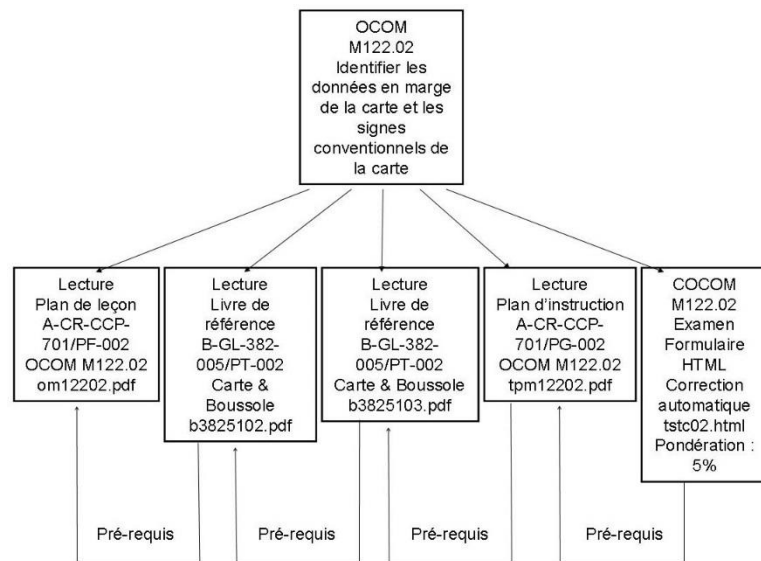 OCOM
M122.02
Identifier les
données en marge
de la carte et les
signes
conventionnels de
la carte
Lecture
Plan de leçon
A-CR-CCP-
701/PF-002
OCOM M122.02
om12202.pdf
Lecture
Livre de
référence
B-GL-382-
005/PT-002
Carte &
Boussole
b3825102.pdf
Lecture
Livre de
référence
B-GL-382-
005/PT-002
Carte &
Boussole
b3825103.pdf
Lecture
Plan d'instruction
A-CR-CCP-
701/PG-002
OCOM M122.02
tpm12202.pdf
COCOM
M122.02
Examen
Formulaire
HTML
Correction
automatique
tstc02.html
Pondération :
5%
Pré-requis
Pré-requis
Pré-requis
Pré-requis